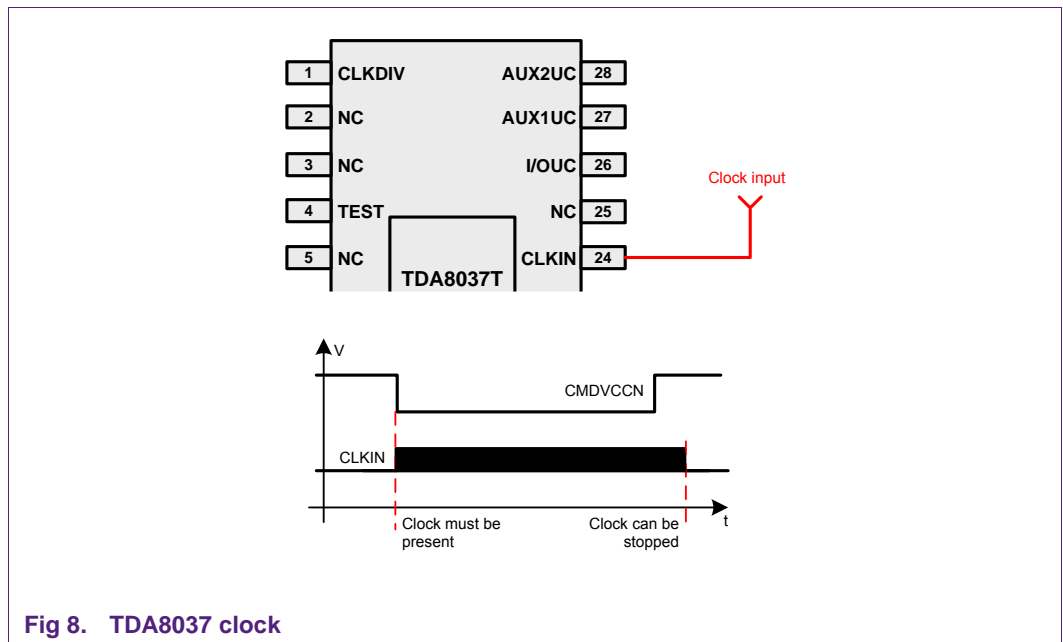 1 CLKDIV AUX2UC 28
2 NC AUX1UC 27
3 NC I/OUC 26
Clock input
4 TEST NC 25
5 NC CLKIN 24
TDA8037T
V
CMDVCCN
CLKIN
t
Clock must be
present
Clock can be
stopped
Fig 8. TDA8037 clock